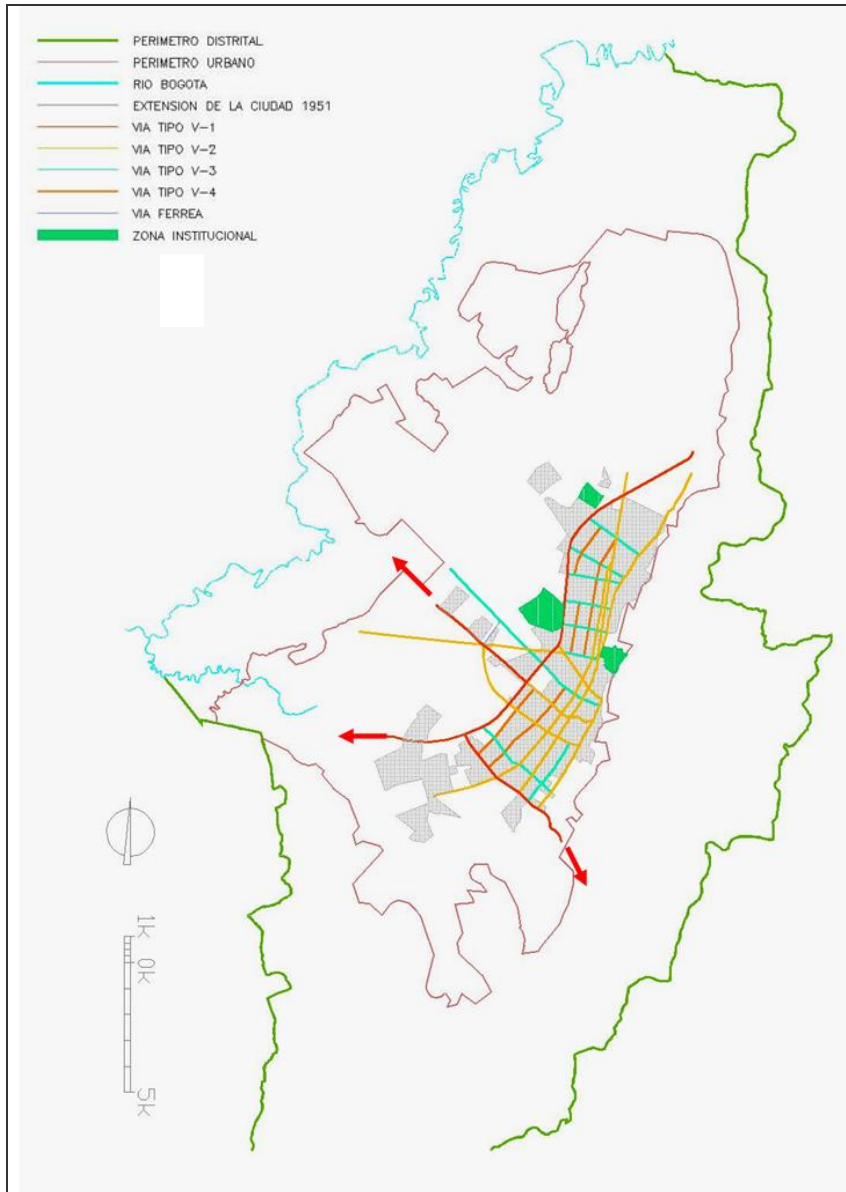 PERIMETRO DISTRITAL
PERIMETRO URBANO
RIO BOGOTA
EXTENSION DE LA CIUDAD 1951
VIA TIPO V-1
VIA TIPO V-2
VIA TIPO V-3
VIA TIPO V-4
VIA FERREA
ZONA INSTITUCIONAL
1k
0k
5k